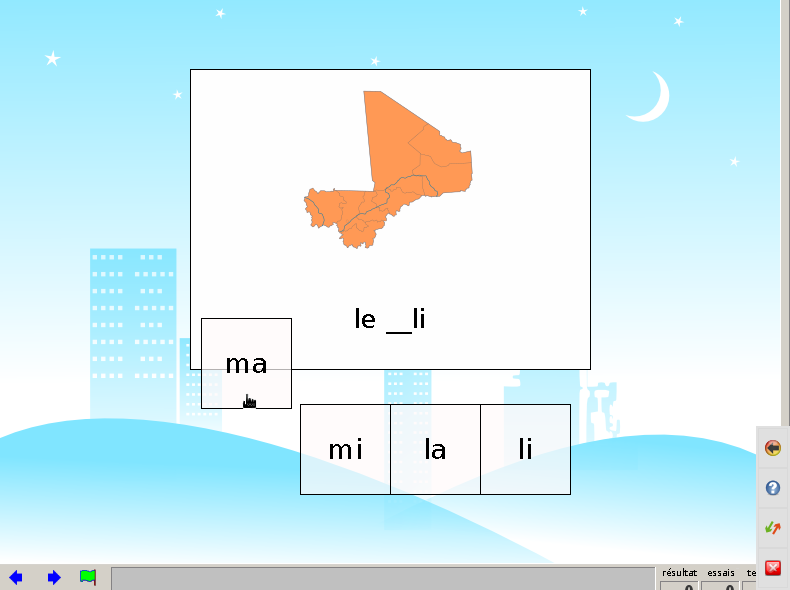 le __li
ma
mi la li
résultat essais